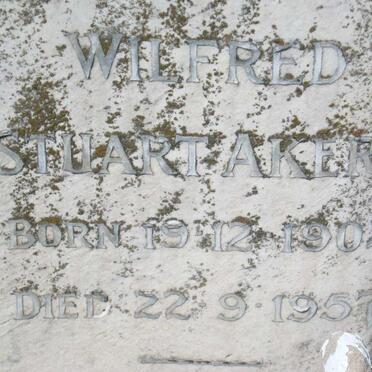 WILFRED
STUART AKER
BORN 19.12.190
DIED 22.9.1957